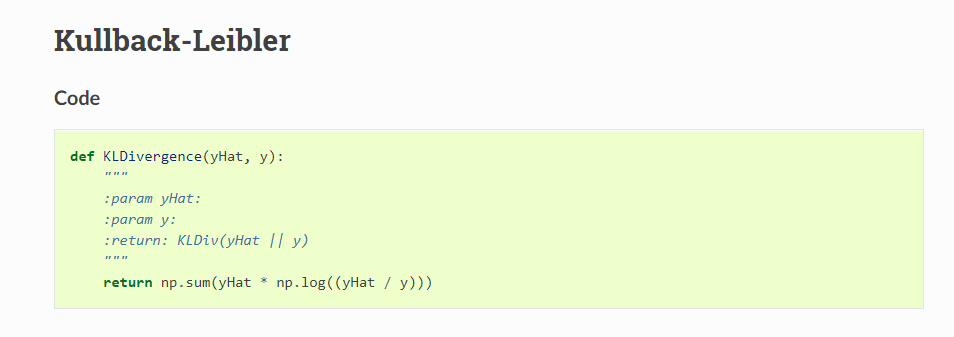 Kullback-Leibler
Code
def KLDivergence(yHat, y):
    """
    :param yHat:
    :param y:
    :return: KLDiv(yHat || y)
    """
    return np.sum(yHat * np.log((yHat / y)))